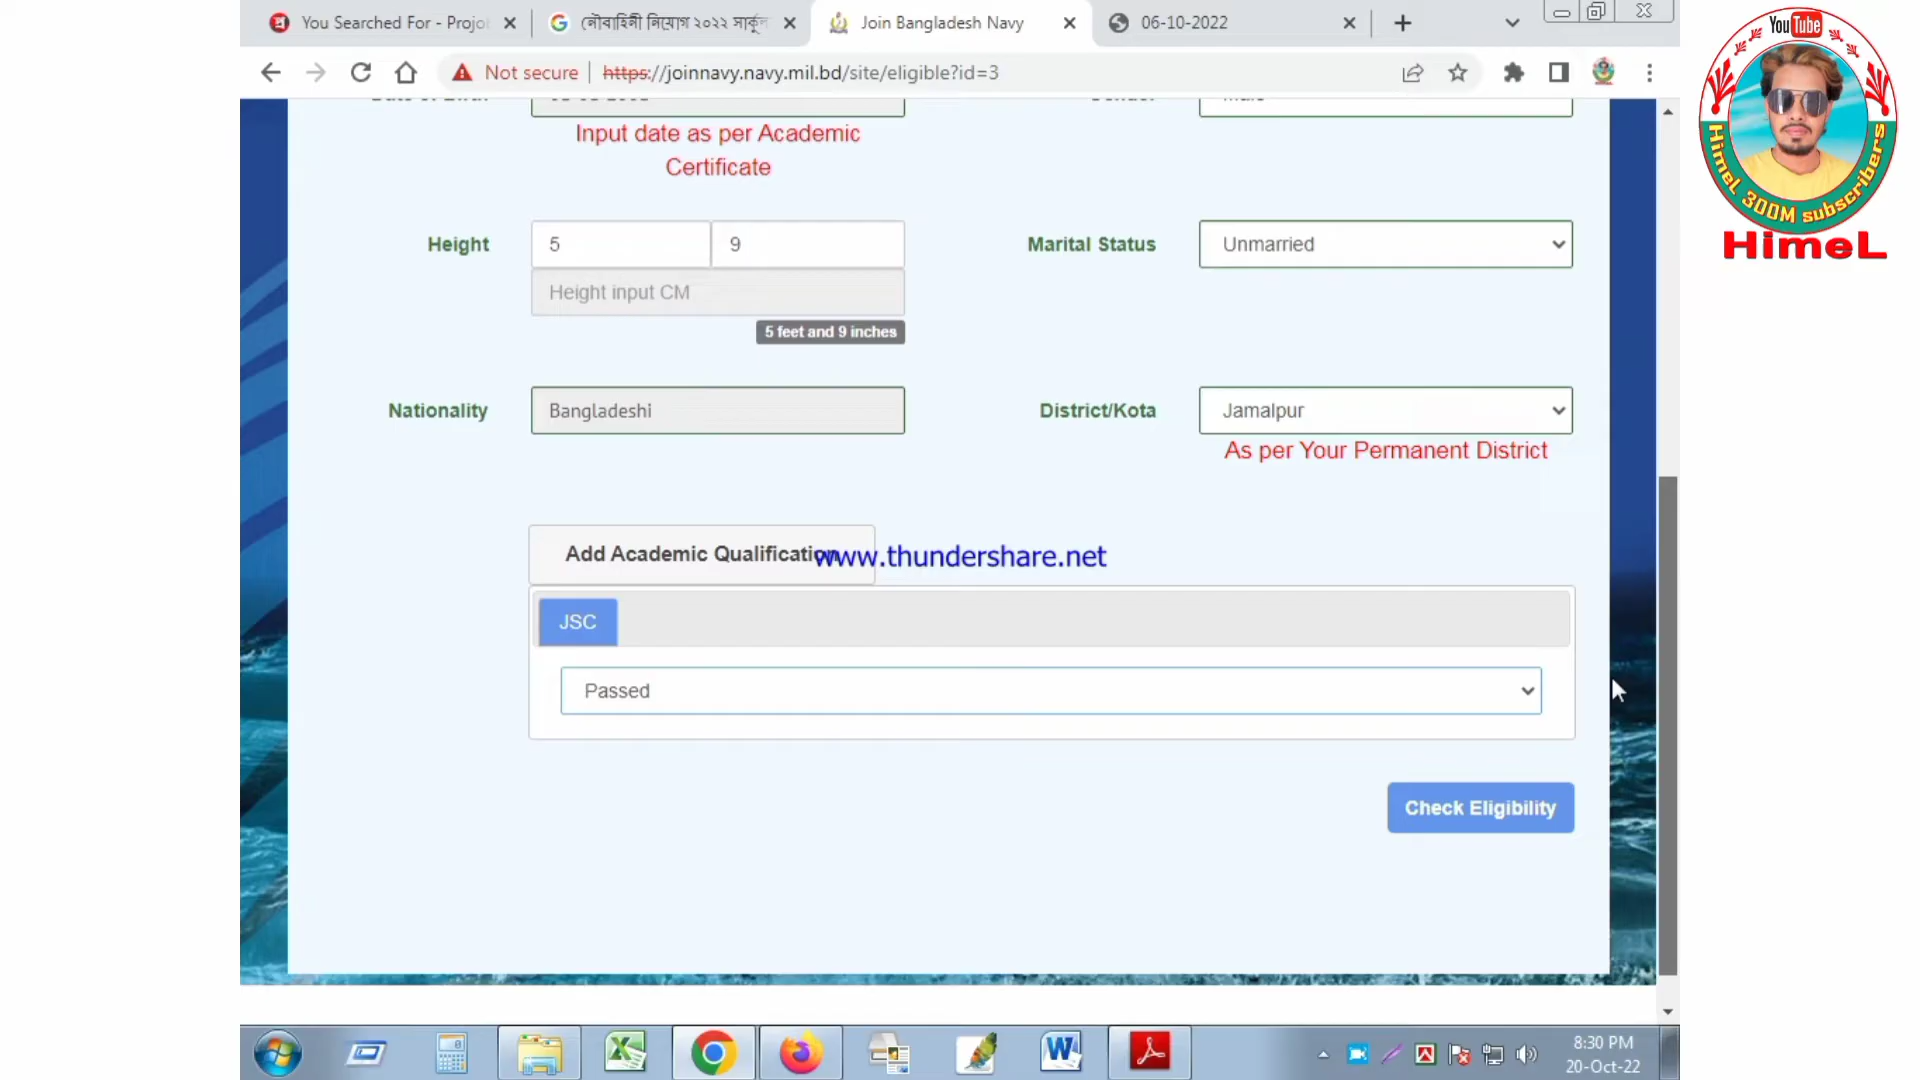 You Searched For - Projo
নৌবাহিনী নিয়োগ ২০২২ সার্কুল
Join Bangladesh Navy
06-10-2022
Not secure
https://joinnavy.navy.mil.bd/site/eligible?id=3
Input date as per Academic
Certificate
Height
5
9
Marital Status
Unmarried
Height input CM
5 feet and 9 inches
Nationality
Bangladeshi
District/Kota
Jamalpur
As per Your Permanent District
Add Academic Qualification
www.thundershare.net
JSC
Passed
Check Eligibility
8:30 PM
20-Oct-22
YouTube
HimeL 300M subscribers
HimeL